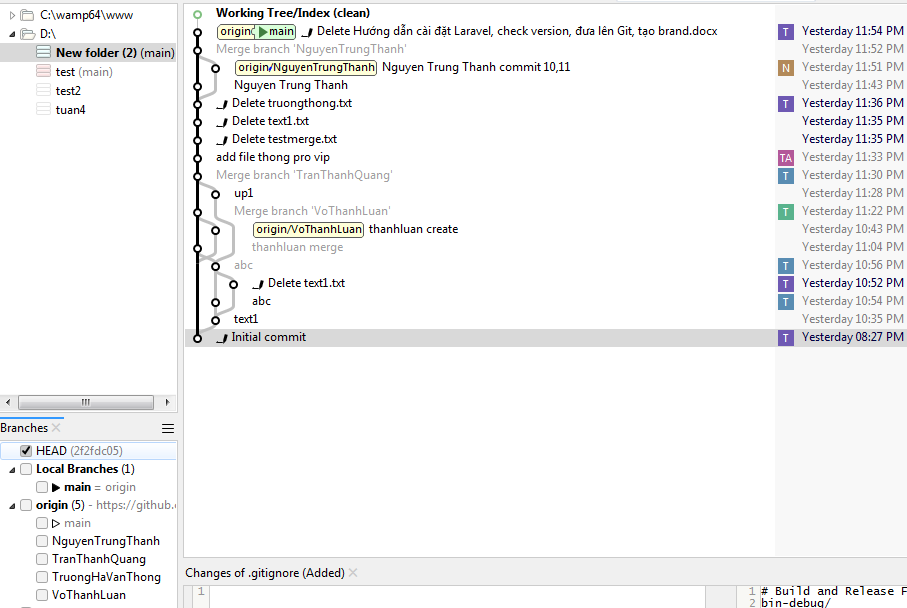 C:\wamp64\www
D:\
New folder (2) (main)
test (main)
test2
tuan4
Branches
HEAD (2f2fdc05)
Local Branches (1)
main = origin
origin (5) - https://github.
main
NguyenTrungThanh
TranThanhQuang
TruongHaVanThong
VoThanhLuan
Working Tree/Index (clean)
origin/ main Delete Hướng dẫn cài đặt Laravel, check version, đưa lên Git, tạo brand.docx T Yesterday 11:54 PM
Merge branch 'NguyenTrungThanh' Yesterday 11:52 PM
origin/NguyenTrungThanh Nguyen Trung Thanh commit 10,11 N Yesterday 11:51 PM
Nguyen Trung Thanh Yesterday 11:43 PM
Delete truongthong.txt T Yesterday 11:36 PM
Delete text1.txt Yesterday 11:35 PM
Delete testmerge.txt Yesterday 11:35 PM
add file thong pro vip TA Yesterday 11:33 PM
Merge branch 'TranThanhQuang' T Yesterday 11:30 PM
up1 Yesterday 11:28 PM
Merge branch 'VoThanhLuan' T Yesterday 11:22 PM
origin/VoThanhLuan thanhluan create Yesterday 10:43 PM
thanhluan merge Yesterday 11:04 PM
abc T Yesterday 10:56 PM
Delete text1.txt T Yesterday 10:52 PM
abc T Yesterday 10:54 PM
text1 Yesterday 10:35 PM
Initial commit T Yesterday 08:27 PM
Changes of .gitignore (Added)
1
1 # Build and Release F
2 bin-debug/